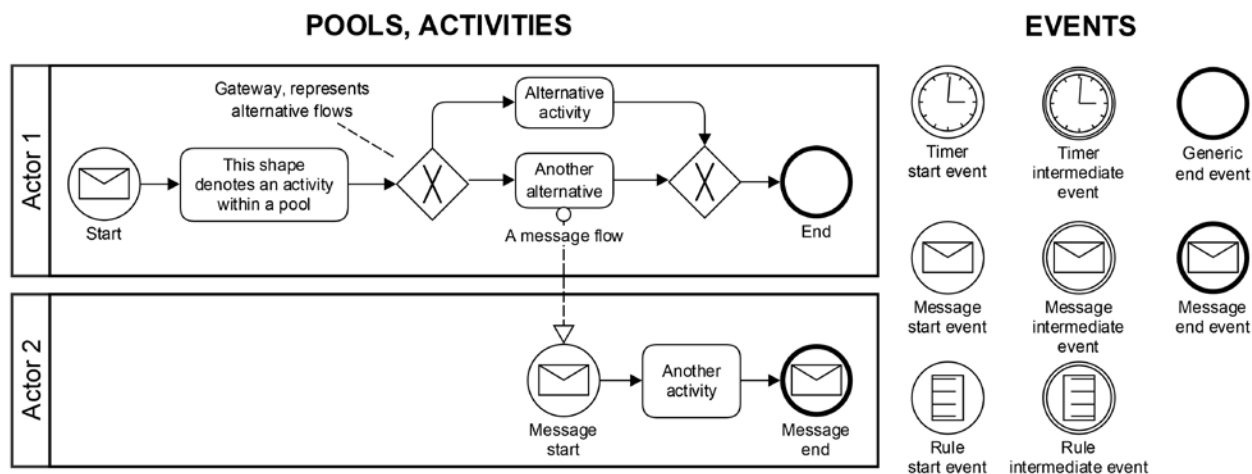 POOLS, ACTIVITIES
EVENTS
Actor 1
Gateway, represents
alternative flows
Start
This shape
denotes an activity
within a pool
Alternative
activity
Another
alternative
A message flow
End
Actor 2
Message
start
Another
activity
Message
end
Timer
start event
Timer
intermediate
event
Generic
end event
Message
start event
Message
intermediate
event
Message
end event
Rule
start event
Rule
intermediate event